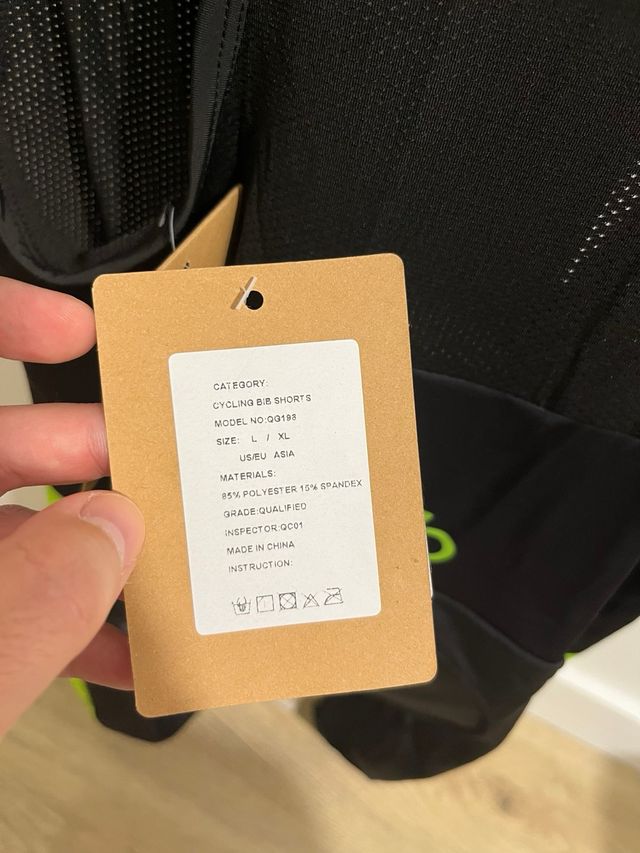 CATEGORY:
CYCLING BIB SHORTS
MODEL NO:QG198
SIZE: L / XL
US/EU ASIA
MATERIALS:
85% POLYESTER 15% SPANDEX
GRADE:QUALIFIED
INSPECTOR:QC01
MADE IN CHINA
INSTRUCTION: